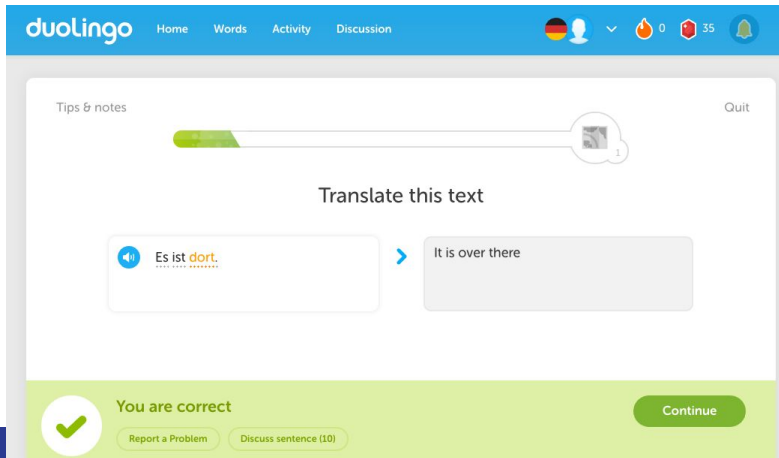 duolingo Home Words Activity Discussion 0 35
Tips & notes Quit
1
Translate this text
Es ist dort. It is over there
You are correct
Continue
Report a Problem Discuss sentence (10)